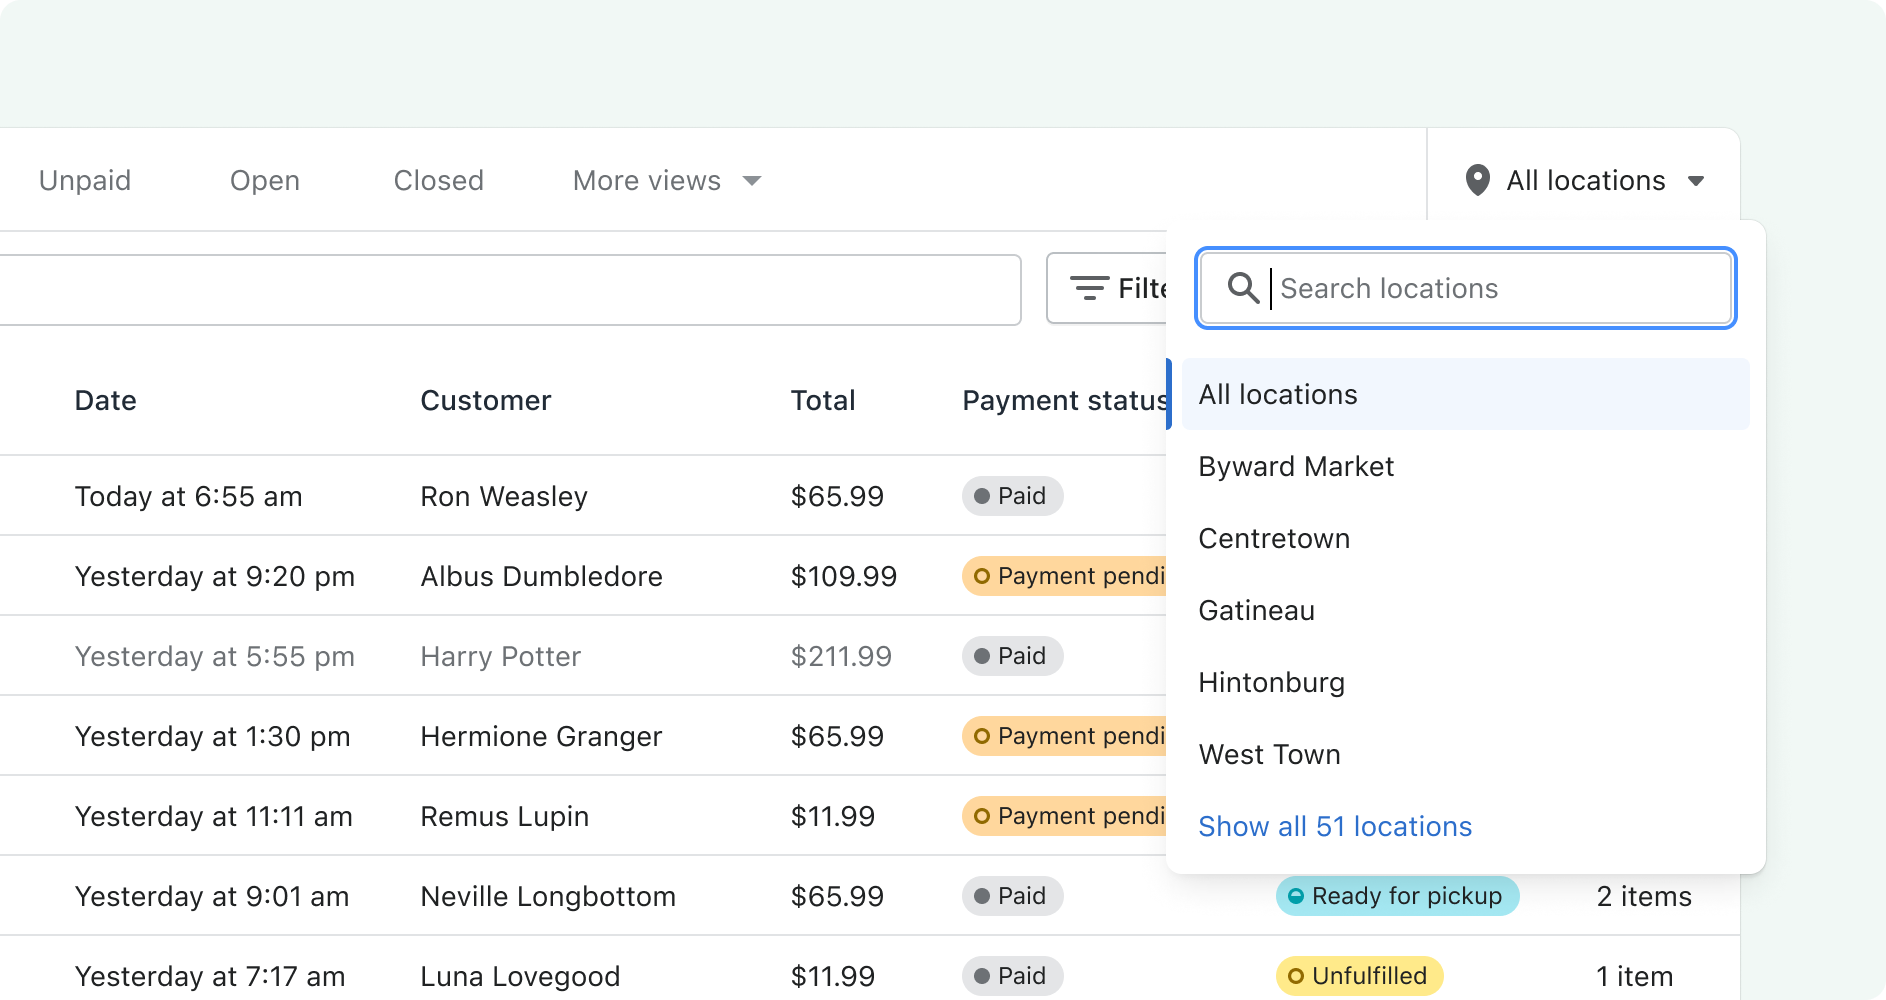 Unpaid Open Closed More views All locations
Filte Search locations
Date Customer Total Payment status
All locations
Byward Market
Centretown
Gatineau
Hintonburg
West Town
Show all 51 locations
Today at 6:55 am Ron Weasley $65.99 Paid
Yesterday at 9:20 pm Albus Dumbledore $109.99 Payment pendi
Yesterday at 5:55 pm Harry Potter $211.99 Paid
Yesterday at 1:30 pm Hermione Granger $65.99 Payment pendi
Yesterday at 11:11 am Remus Lupin $11.99 Payment pendi
Yesterday at 9:01 am Neville Longbottom $65.99 Paid Ready for pickup 2 items
Yesterday at 7:17 am Luna Lovegood $11.99 Paid Unfulfilled 1 item